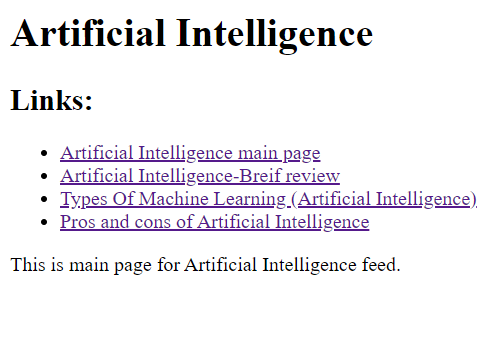 Artificial Intelligence
Links:
Artificial Intelligence main page
Artificial Intelligence-Breif review
Types Of Machine Learning (Artificial Intelligence)
Pros and cons of Artificial Intelligence
This is main page for Artificial Intelligence feed.